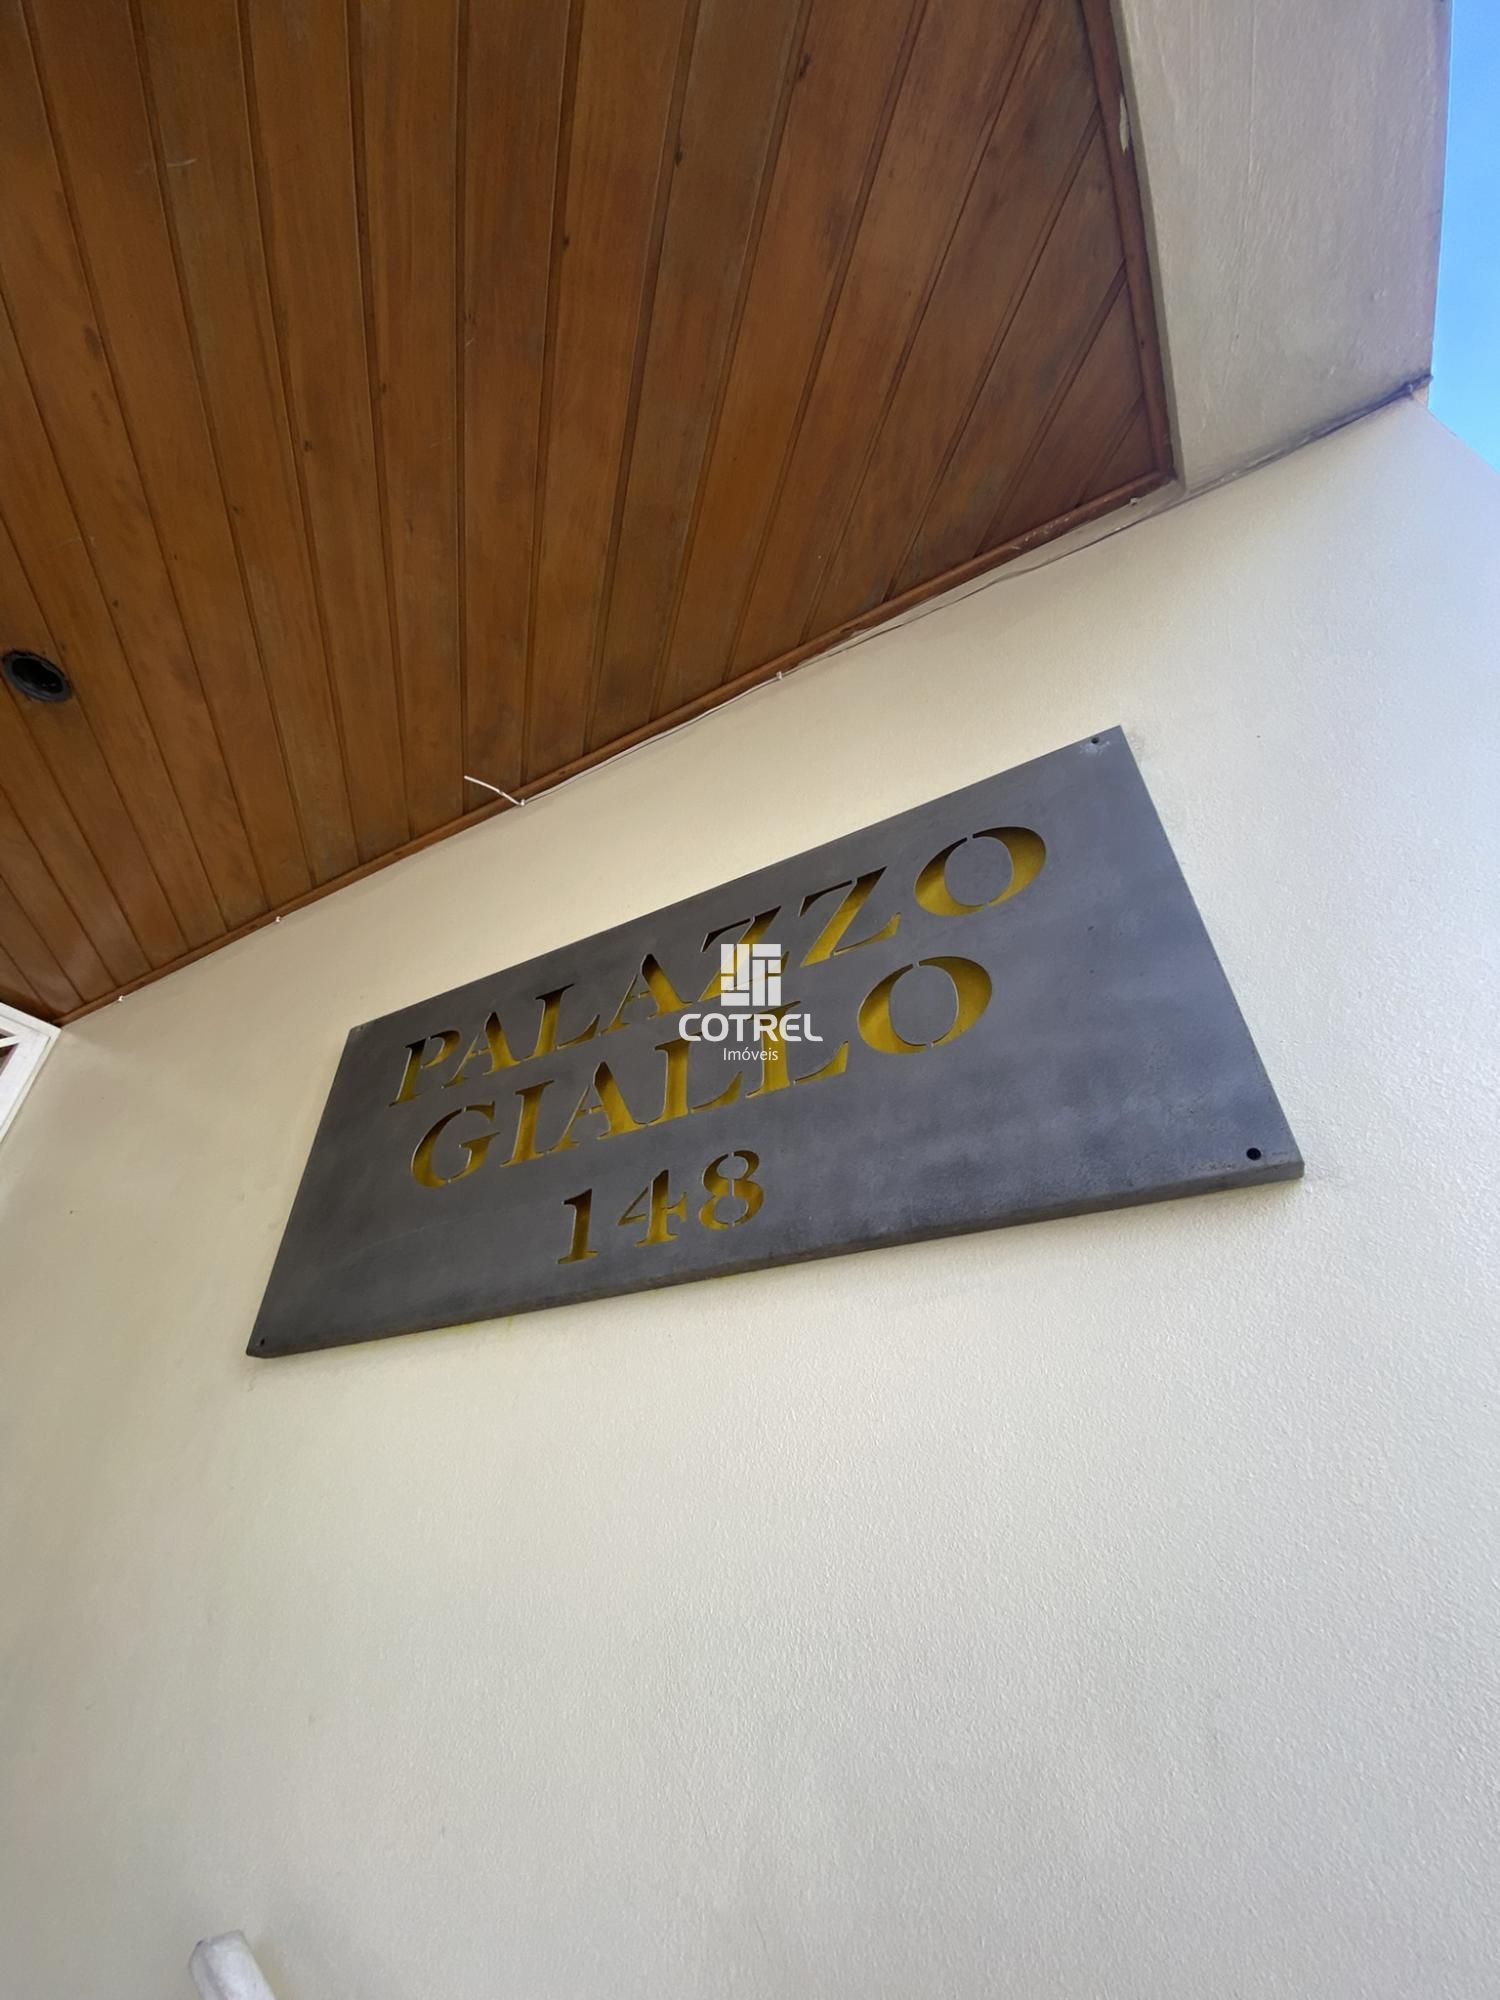 PALAZZO
GIALLO
148
COTREL
Imóveis